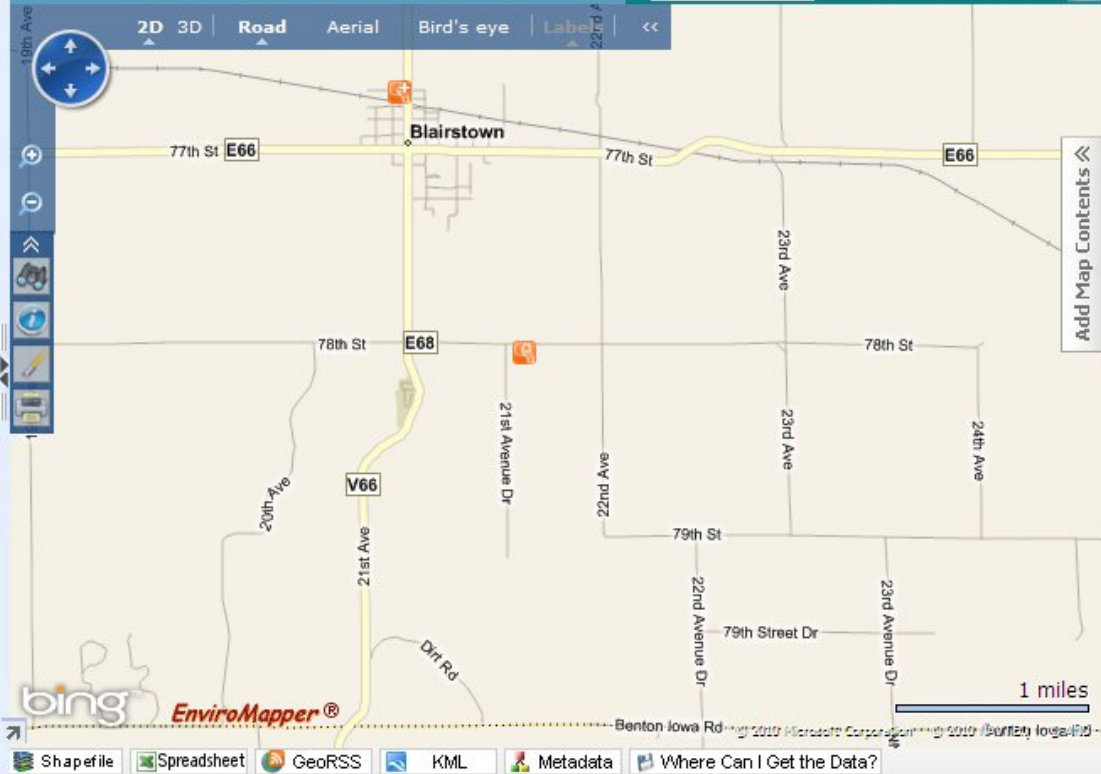 19th Ave
2D 3D Road Aerial Bird's eye Labels <<
22nd A
Blairstown
77th St E66
77th St
E66
Add Map Contents
23rd Ave
78th St E68
78th St
21st Avenue Dr
22nd Ave
23rd Ave
24th Ave
20th Ave
V66
21st Ave
79th St
22nd Avenue Dr
23rd Avenue Dr
79th Street Dr
Dirt Rd
1 miles
bing
EnviroMapper ®
Benton Iowa Rd
© 2010 Microsoft Corporation © 2010
Shapefile Spreadsheet GeoRSS KML Metadata Where Can I Get the Data?